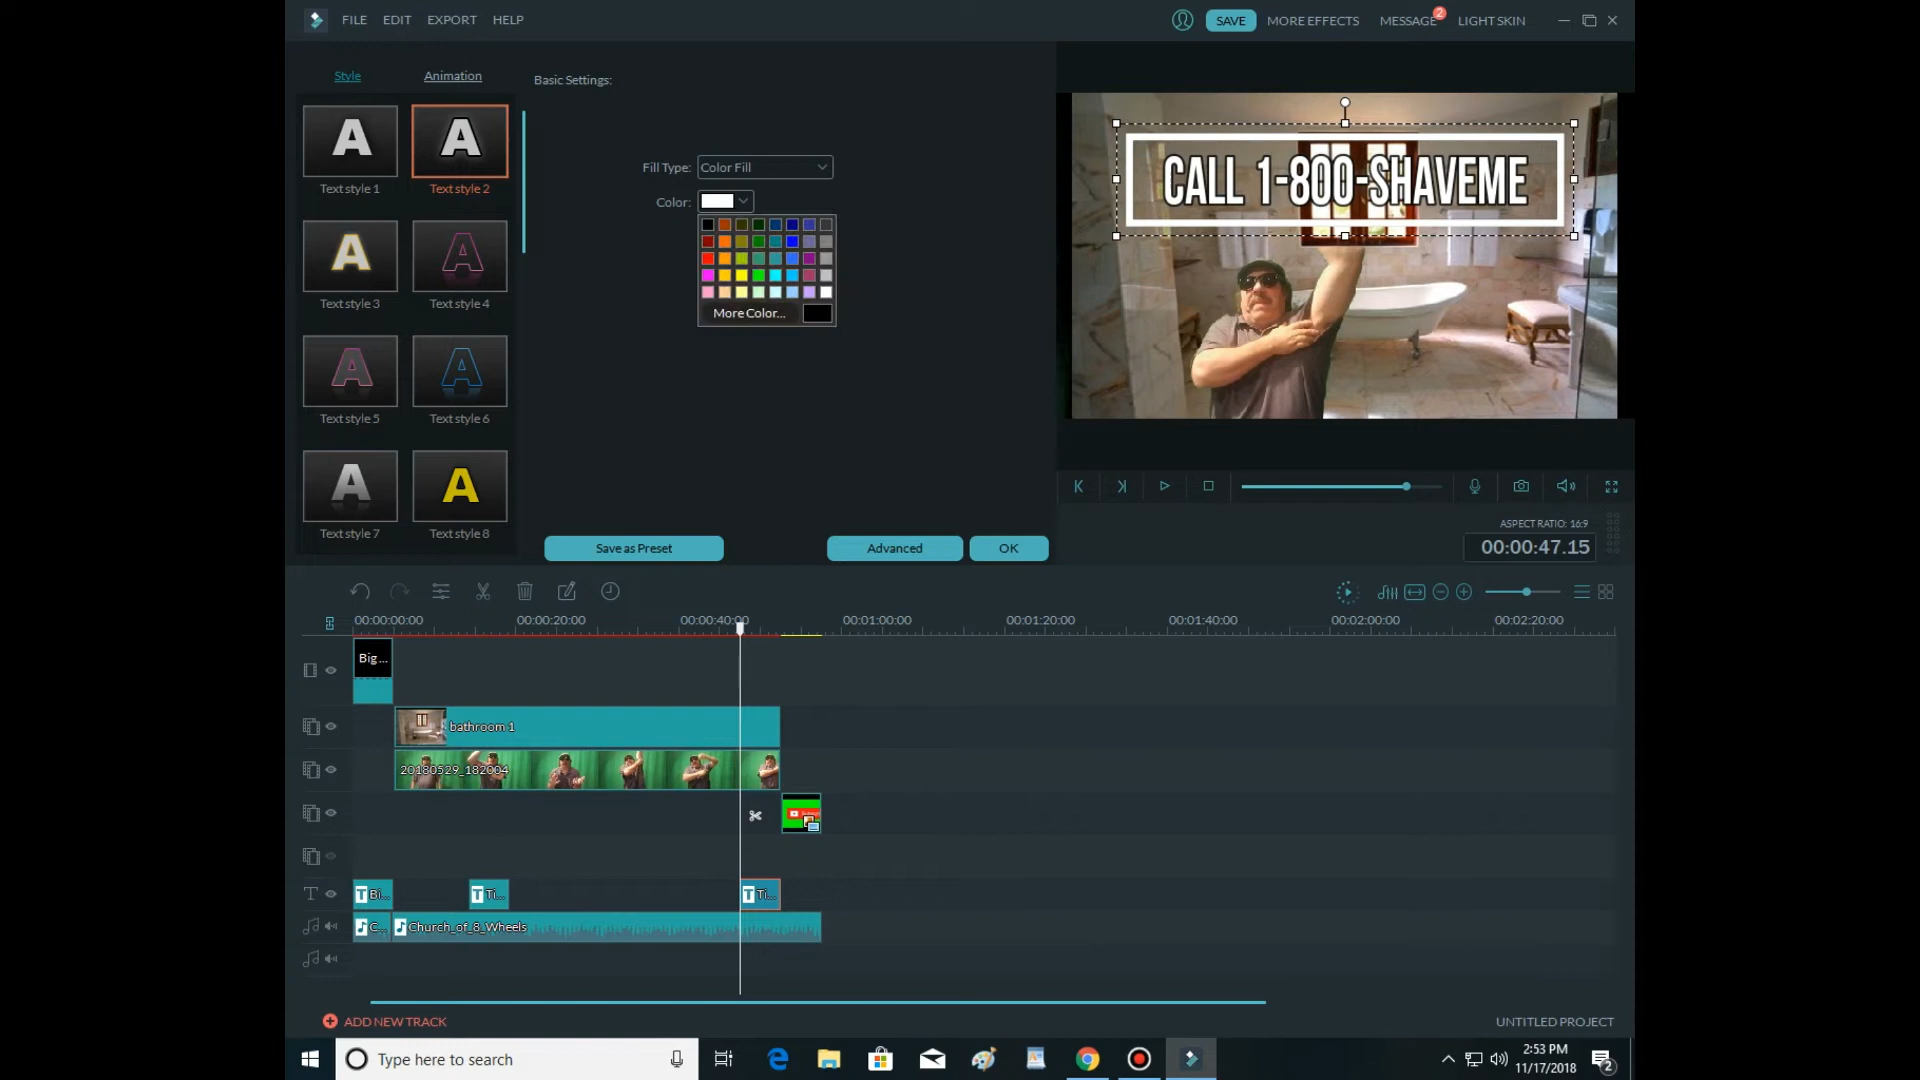 FILE EDIT EXPORT HELP
SAVE MORE EFFECTS MESSAGE 2 LIGHT SKIN
Style Animation Basic Settings:
A A
Text style 1 Text style 2
A A
Text style 3 Text style 4
A A
Text style 5 Text style 6
A A
Text style 7 Text style 8
Fill Type: Color Fill
Color:
More Color...
Save as Preset Advanced OK
CALL 1-800-SHAVEME
ASPECT RATIO: 16:9
00:00:47.15
00:00:00:00 00:00:20:00 00:00:40:00 00:01:00:00 00:01:20:00 00:01:40:00 00:02:00:00 00:02:20:00
Big...
bathroom 1
20180529_182004
T
T Bi... T Ti... T Ti...
C... Church_of_8_Wheels
ADD NEW TRACK UNTITLED PROJECT
Type here to search
2:53 PM
11/17/2018
2